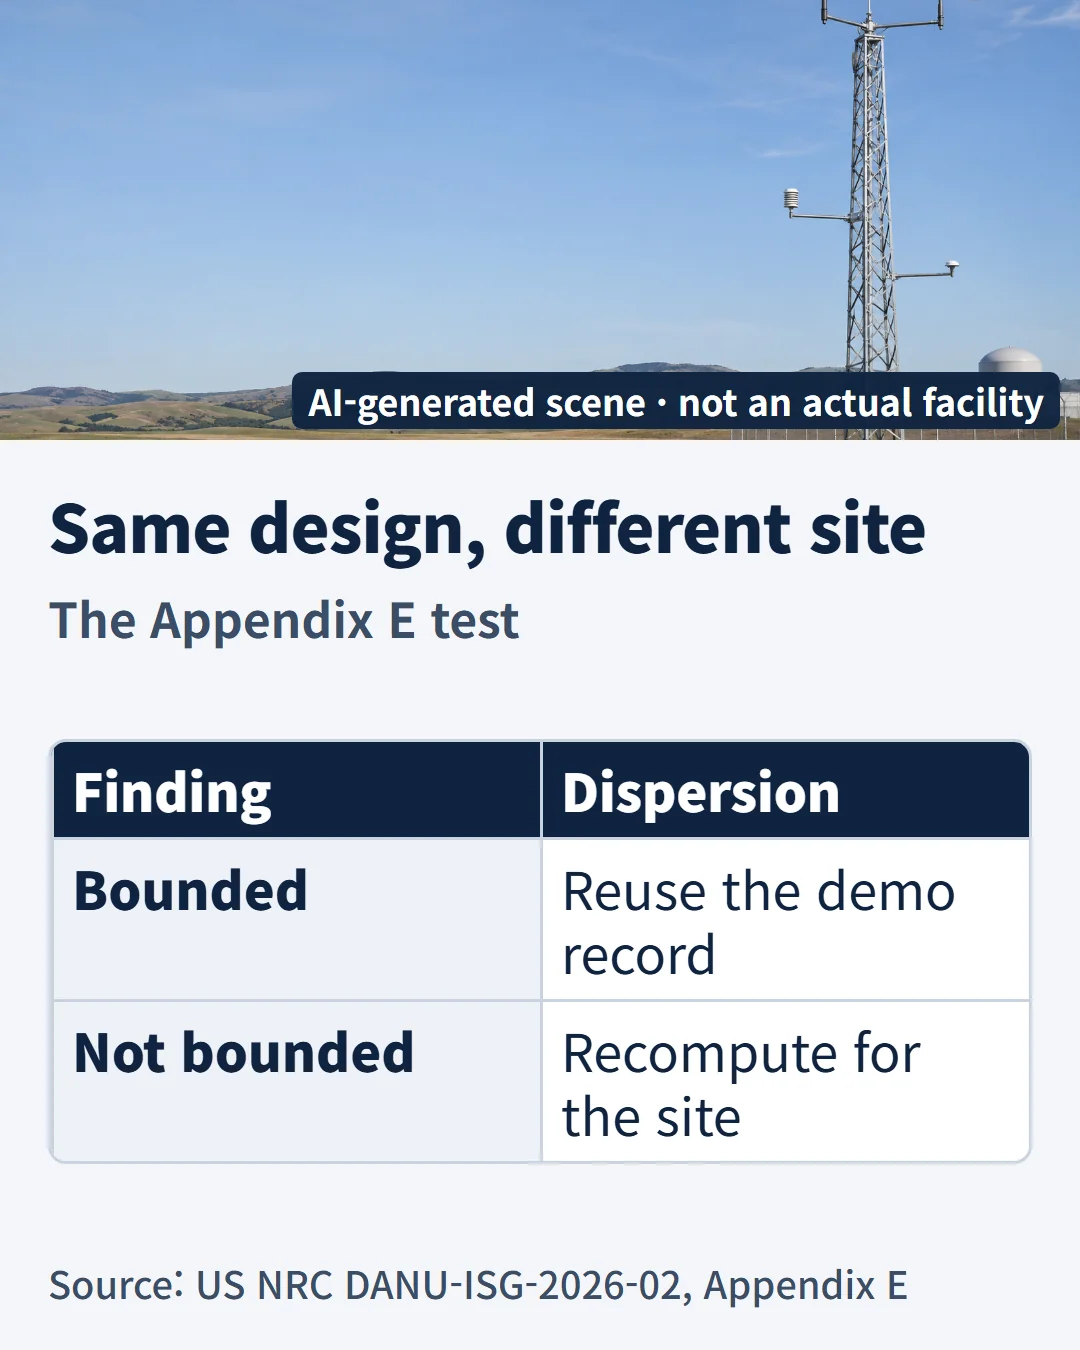 AI-generated scene · not an actual facility
Same design, different site
The Appendix E test
Finding
Dispersion
Bounded
Reuse the demo
record
Not bounded
Recompute for
the site
Source: US NRC DANU-ISG-2026-02, Appendix E